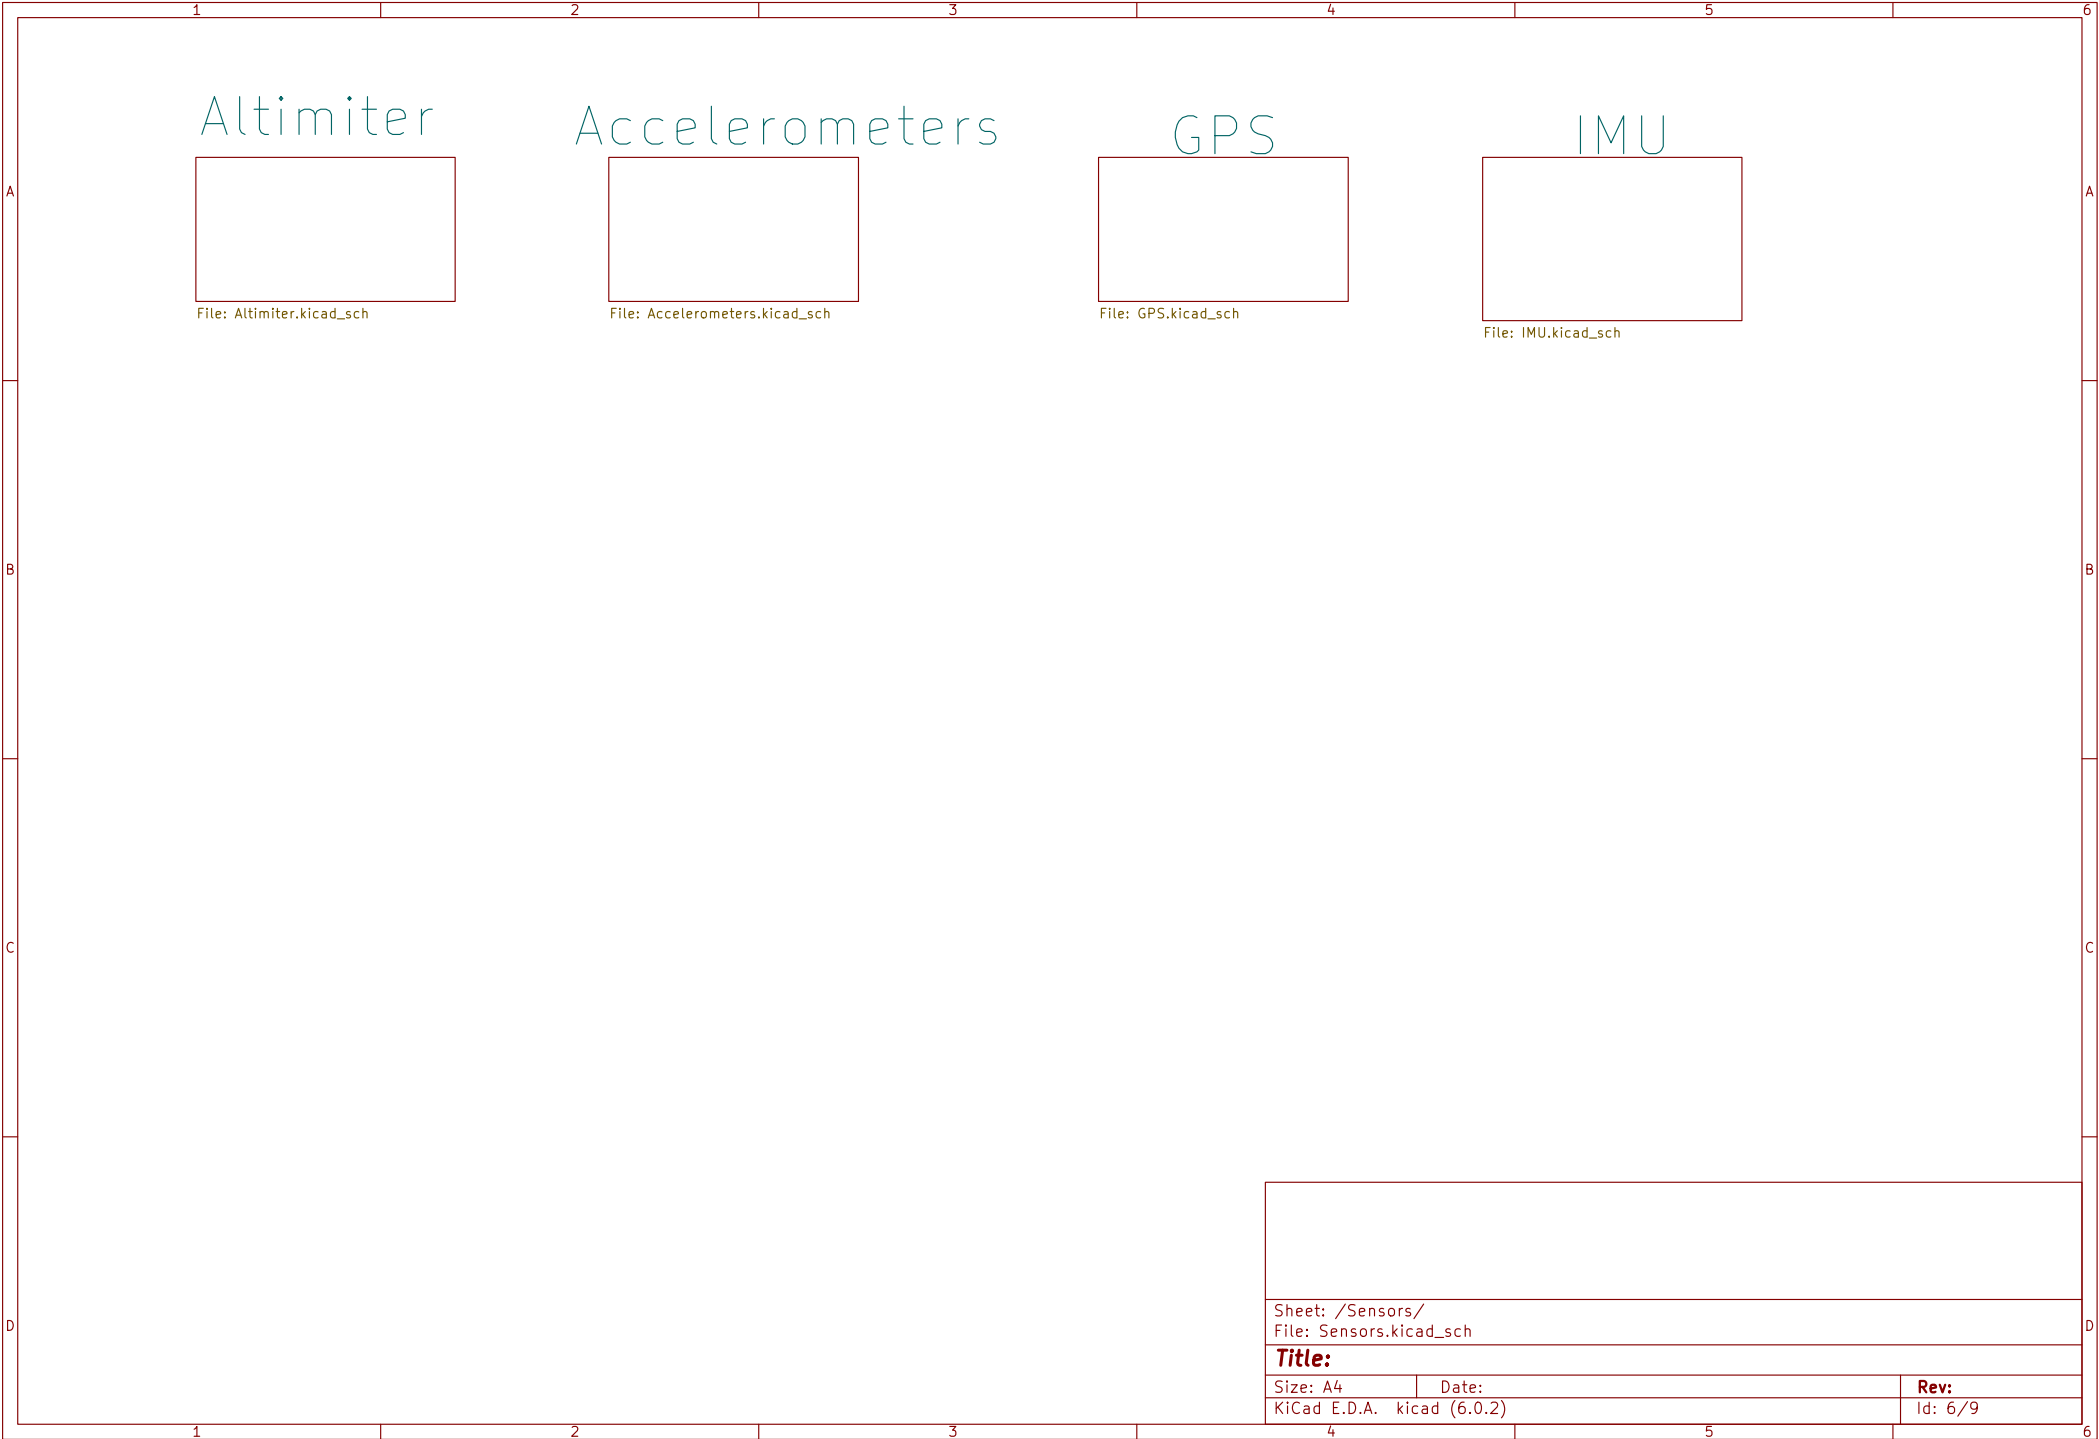 1 2 3 4 5 6
Altimiter Accelerometers GPS IMU
A A
File: Altimiter.kicad_sch File: Accelerometers.kicad_sch File: GPS.kicad_sch
File: IMU.kicad_sch
B B
C C
Sheet: /Sensors/
File: Sensors.kicad_sch
D D
Title:
Size: A4 Date: Rev:
KiCad E.D.A. kicad (6.0.2) Id: 6/9
1 2 3 4 5 6